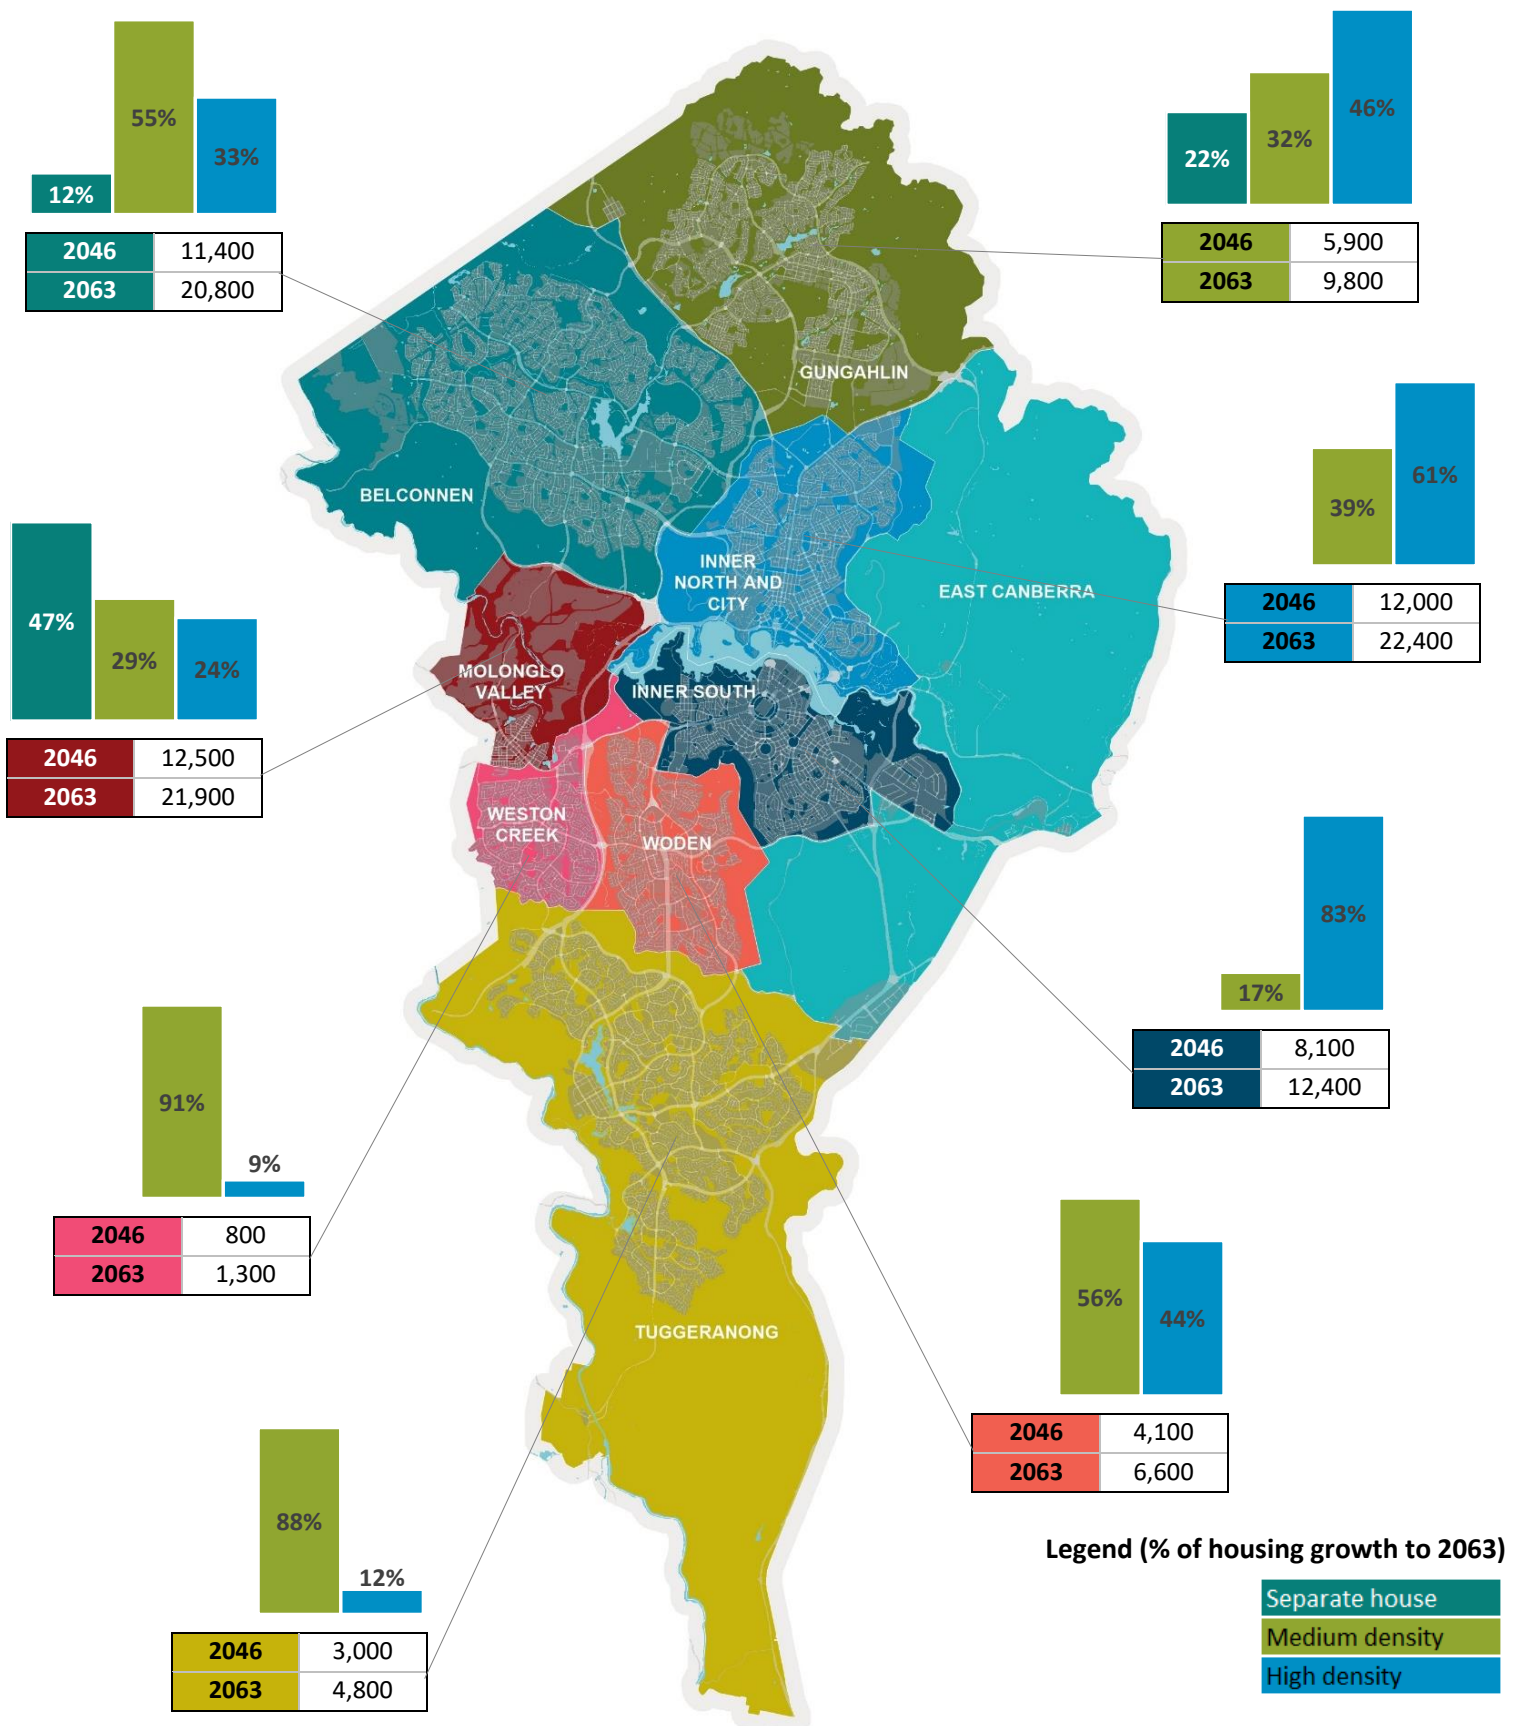 55%
33%
12%
2046 11,400
2063 20,800
46%
32%
22%
2046 5,900
2063 9,800
GUNGAHLIN
BELCONNEN
61%
39%
2046 12,000
2063 22,400
INNER
NORTH AND
CITY
EAST CANBERRA
47%
29%
24%
2046 12,500
2063 21,900
MOLONGLO
VALLEY
INNER SOUTH
WESTON
CREEK
WODEN
83%
17%
2046 8,100
2063 12,400
91%
9%
2046 800
2063 1,300
56%
44%
2046 4,100
2063 6,600
TUGGERANONG
88%
12%
2046 3,000
2063 4,800
Legend (% of housing growth to 2063)
Separate house
Medium density
High density